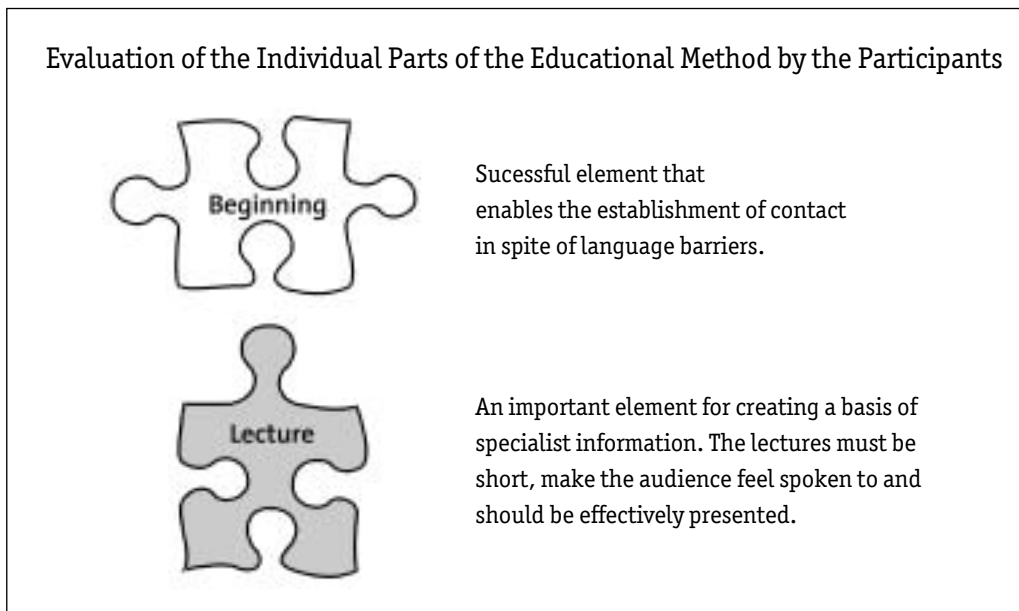 Evaluation of the Individual Parts of the Educational Method by the Participants
Beginning
Sucessful element that
enables the establishment of contact
in spite of language barriers.
Lecture
An important element for creating a basis of
specialist information. The lectures must be
short, make the audience feel spoken to and
should be effectively presented.